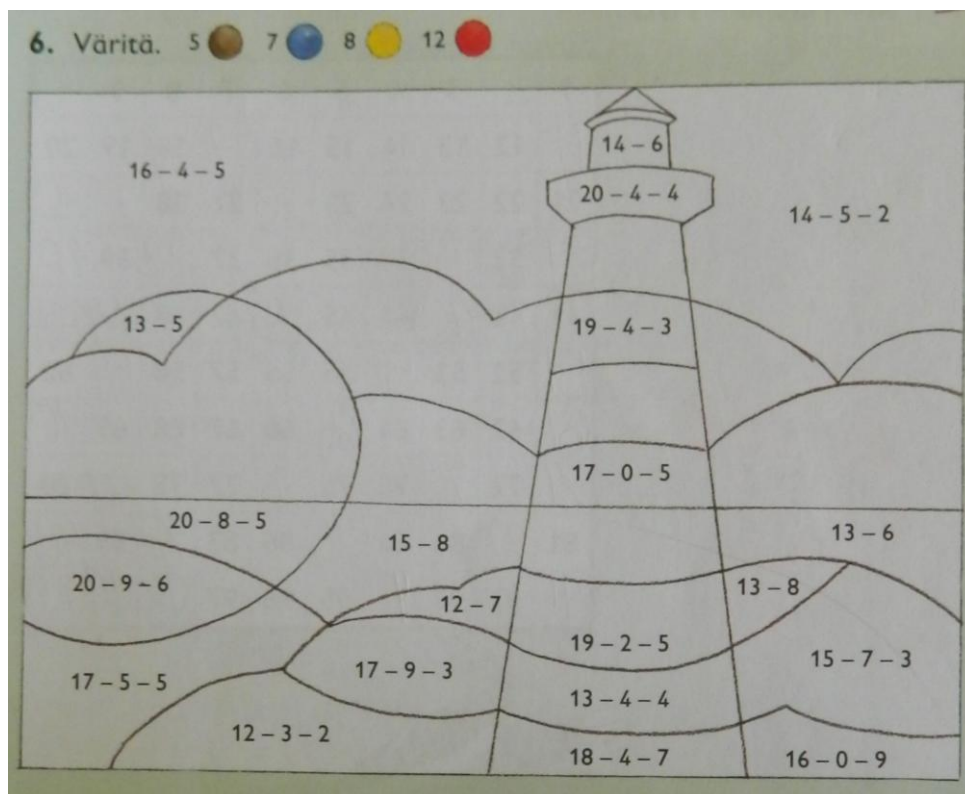 6. Väritä. 5 7 8 12
14 – 6
16 – 4 – 5
20 – 4 – 4
14 – 5 – 2
13 – 5
19 – 4 – 3
17 – 0 – 5
20 – 8 – 5
15 – 8
13 – 6
20 – 9 – 6
12 – 7
13 – 8
19 – 2 – 5
17 – 5 – 5
17 – 9 – 3
15 – 7 – 3
13 – 4 – 4
12 – 3 – 2
18 – 4 – 7
16 – 0 – 9